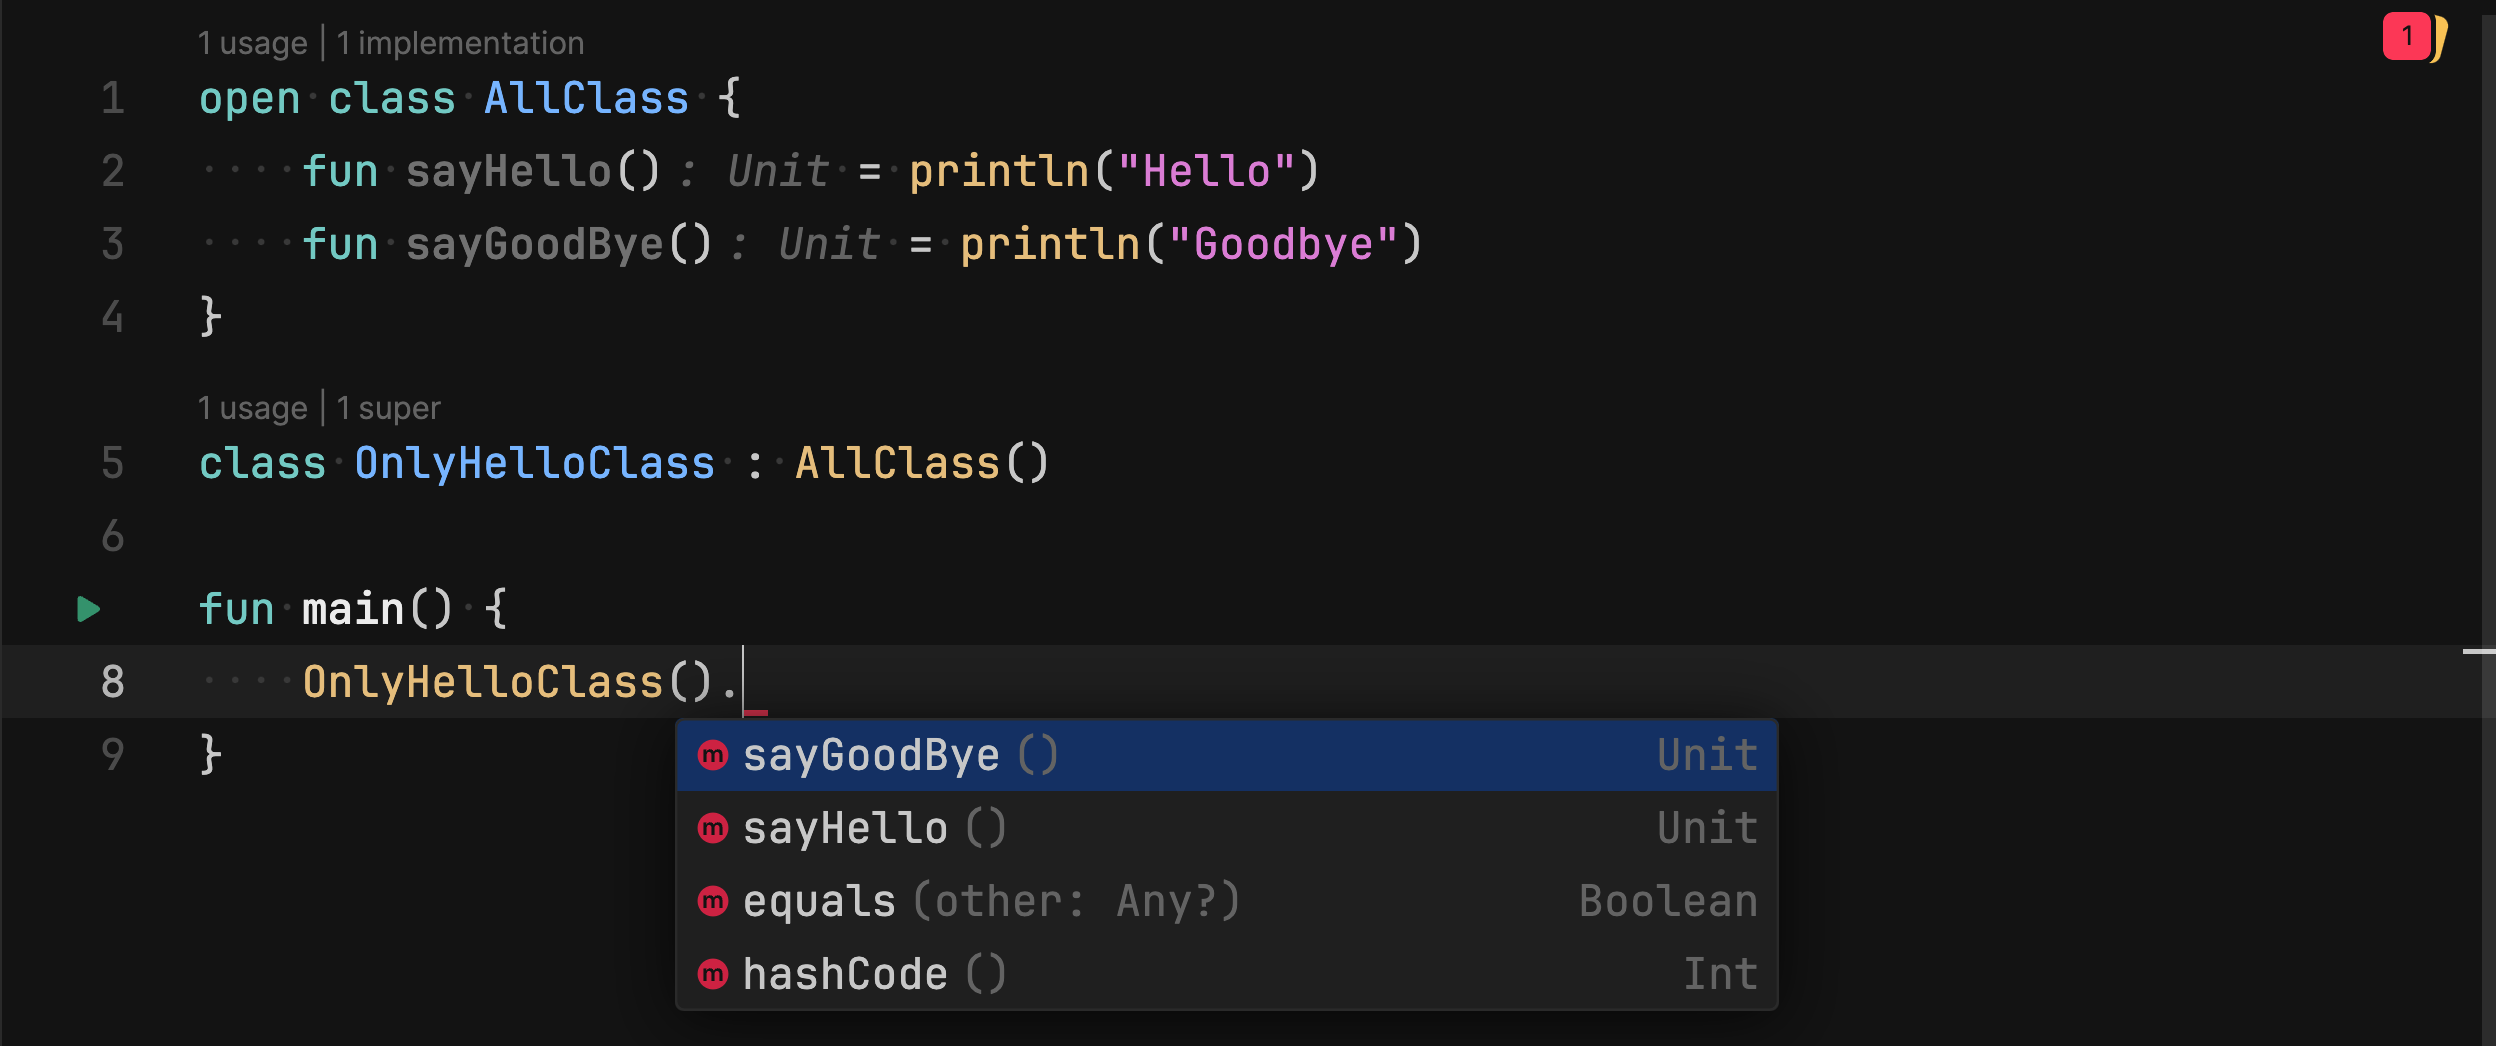 1 usage | 1 implementation
1
1 open class AllClass {
2 fun sayHello(): Unit = println("Hello")
3 fun sayGoodBye(): Unit = println("Goodbye")
4 }
1 usage | 1 super
5 class OnlyHelloClass : AllClass()
6
fun main() {
8 OnlyHelloClass().
9 }
m sayGoodBye() Unit
m sayHello() Unit
m equals(other: Any?) Boolean
m hashCode() Int